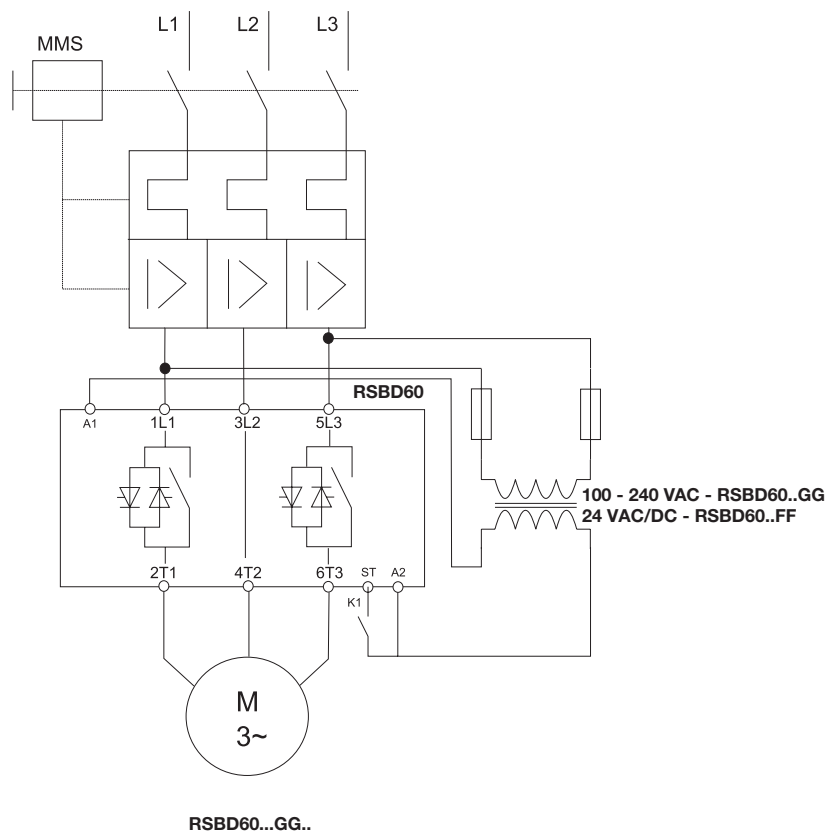 L1 L2 L3
MMS
RSBD60
A1 1L1 3L2 5L3
100 - 240 VAC - RSBD60..GG
24 VAC/DC - RSBD60..FF
2T1 4T2 6T3 ST A2
K1
M
3~
RSBD60...GG..